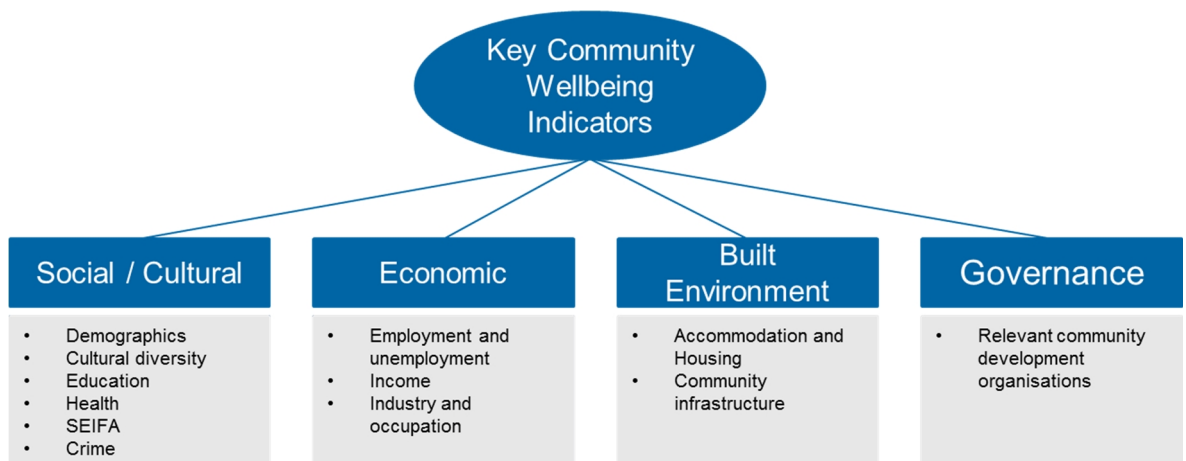 Key Community
Wellbeing
Indicators
Social / Cultural
• Demographics
• Cultural diversity
• Education
• Health
• SEIFA
• Crime
Economic
• Employment and
unemployment
• Income
• Industry and
occupation
Built
Environment
• Accommodation and
Housing
• Community
infrastructure
Governance
• Relevant community
development
organisations